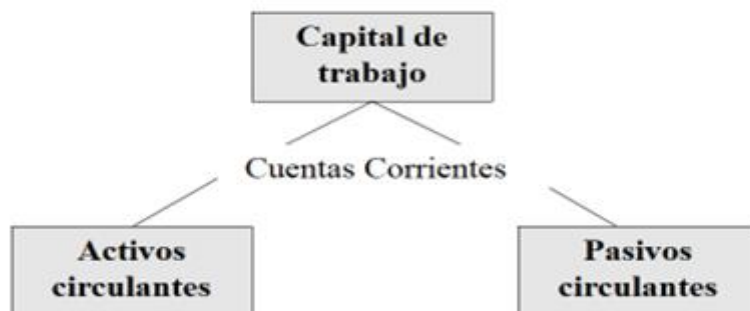 Capital de
trabajo
Cuentas Corrientes
Activos
circulantes
Pasivos
circulantes